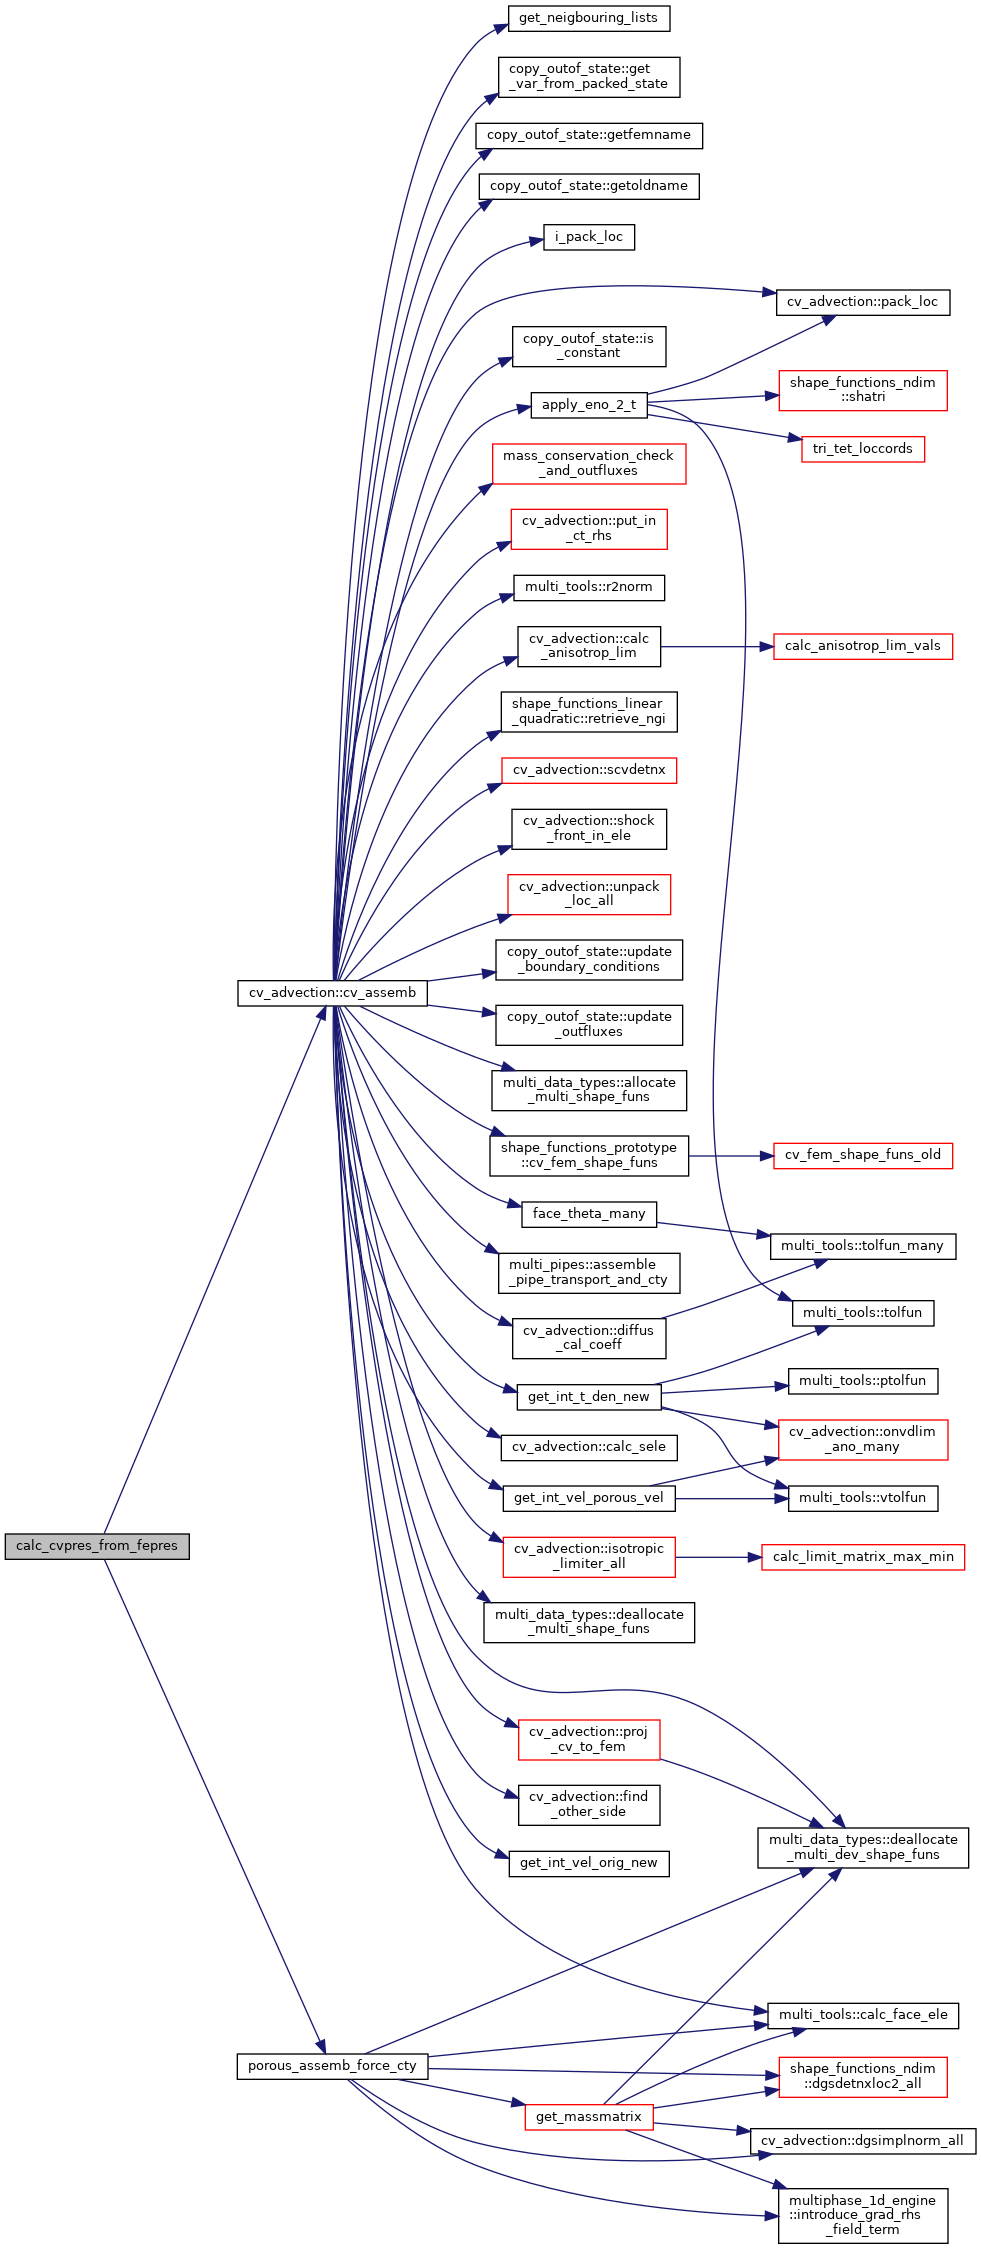 get_neigbouring_lists
copy_outof_state::get
_var_from_packed_state
copy_outof_state::getfemname
copy_outof_state::getoldname
i_pack_loc
cv_advection::pack_loc
copy_outof_state::is
_constant
shape_functions_ndim
::shatri
apply_eno_2_t
tri_tet_loccords
mass_conservation_check
_and_outfluxes
cv_advection::put_in
_ct_rhs
multi_tools::r2norm
cv_advection::calc
_anisotrop_lim
calc_anisotrop_lim_vals
shape_functions_linear
_quadratic::retrieve_ngi
cv_advection::scvdetnx
cv_advection::shock
_front_in_ele
cv_advection::unpack
_loc_all
copy_outof_state::update
_boundary_conditions
cv_advection::cv_assemb
copy_outof_state::update
_outfluxes
multi_data_types::allocate
_multi_shape_funs
shape_functions_prototype
::cv_fem_shape_funs
cv_fem_shape_funs_old
face_theta_many
multi_tools::tolfun_many
multi_pipes::assemble
_pipe_transport_and_cty
multi_tools::tolfun
cv_advection::diffus
_cal_coeff
multi_tools::ptolfun
get_int_t_den_new
cv_advection::onvdlim
_ano_many
cv_advection::calc_sele
get_int_vel_porous_vel
multi_tools::vtolfun
calc_cvpres_from_fepres
cv_advection::isotropic
_limiter_all
calc_limit_matrix_max_min
multi_data_types::deallocate
_multi_shape_funs
cv_advection::proj
_cv_to_fem
cv_advection::find
_other_side
multi_data_types::deallocate
_multi_dev_shape_funs
get_int_vel_orig_new
multi_tools::calc_face_ele
porous_assemb_force_cty
shape_functions_ndim
::dgsdetnxloc2_all
get_massmatrix
cv_advection::dgsimplnorm_all
multiphase_1d_engine
::introduce_grad_rhs
_field_term